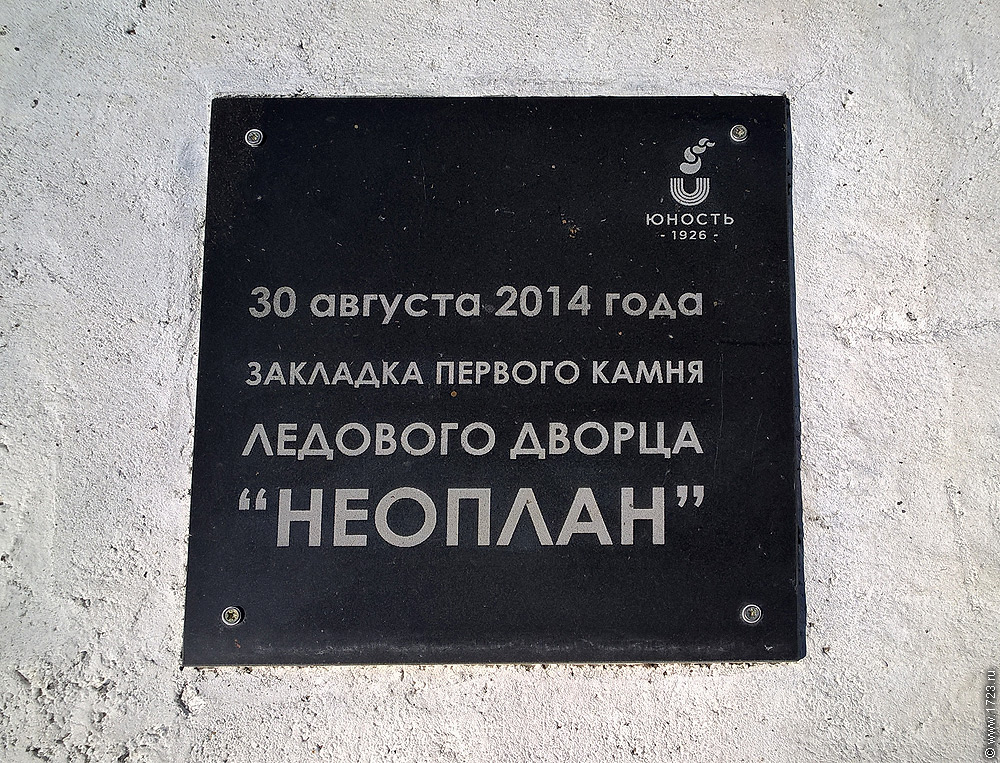 ЮНОСТЬ
- 1926 -
30 августа 2014 года
ЗАКЛАДКА ПЕРВОГО КАМНЯ
ЛЕДОВОГО ДВОРЦА
“НЕОПЛАН”
© www.1723.ru